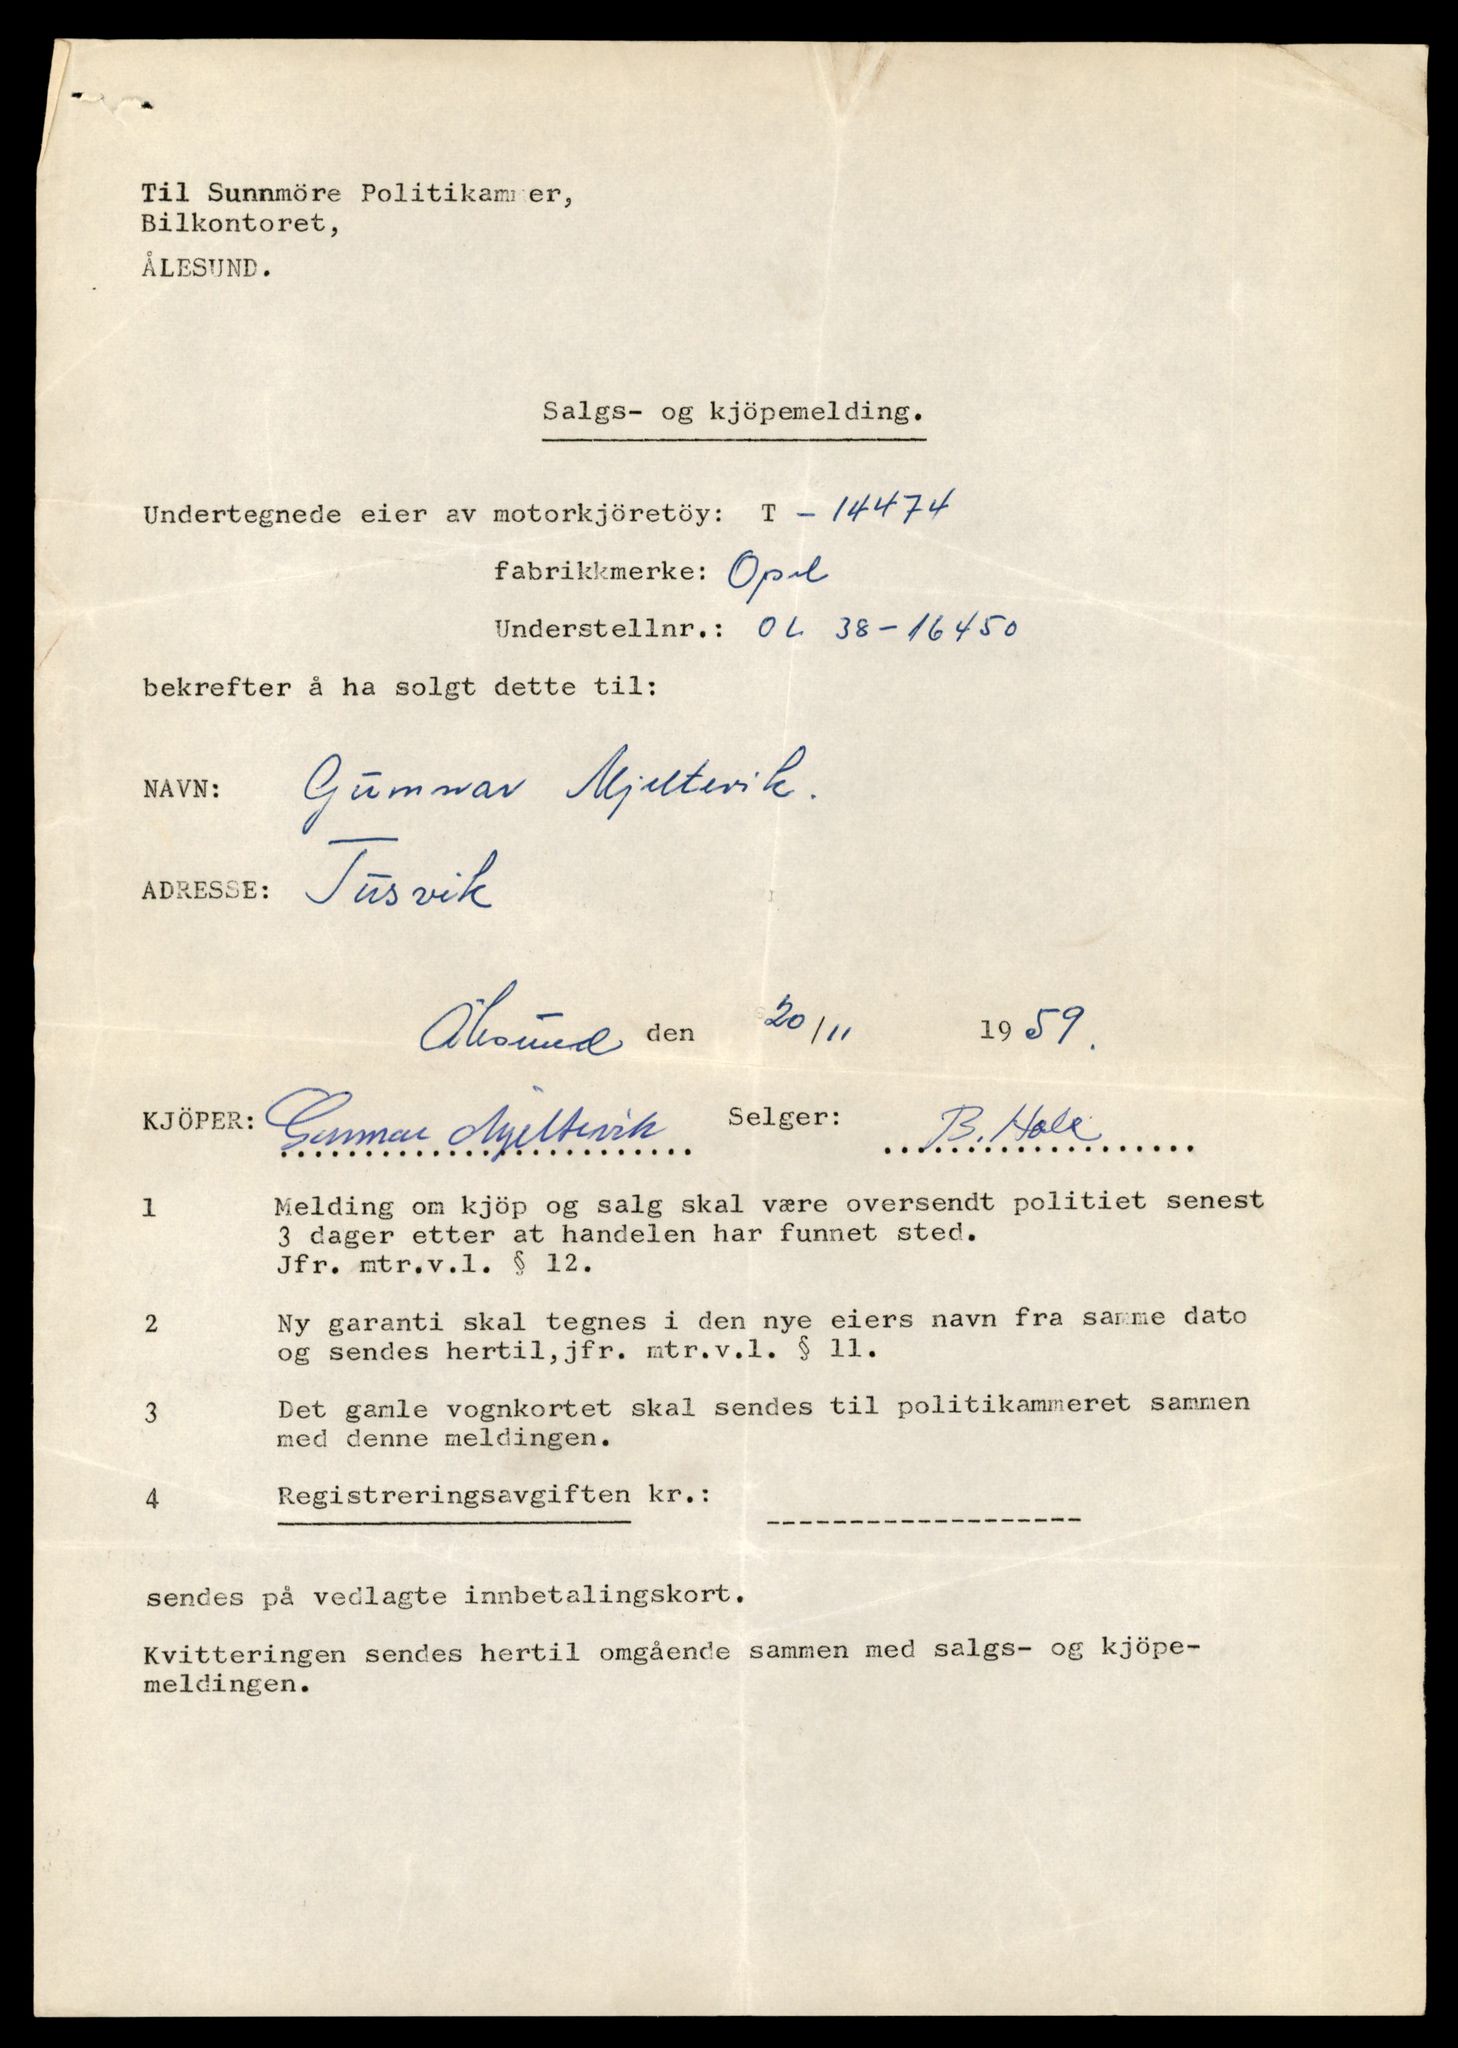 Til Sunnmöre Politikammer,
Bilkontoret,
ÅLESUND.
Salgs- og kjöpemelding.
Undertegnede eier av motorkjöretöy: T - 14474
fabrikkmerke: Opel
Understellnr.: OL 38-16450
bekrefter å ha solgt dette til:
NAVN: Gunnar Mjeltevik.
ADRESSE: Tusvik
Ålesund den 20/11 1959.
KJÖPER: Gunnar Mjeltevik Selger: B. Hole
1 Melding om kjöp og salg skal være oversendt politiet senest
3 dager etter at handelen har funnet sted.
Jfr. mtr.v.l. § 12.
2 Ny garanti skal tegnes i den nye eiers navn fra samme dato
og sendes hertil, jfr. mtr.v.l. § 11.
3 Det gamle vognkortet skal sendes til politikammeret sammen
med denne meldingen.
4 Registreringsavgiften kr.: -------------------
sendes på vedlagte innbetalingskort.
Kvitteringen sendes hertil omgående sammen med salgs- og kjöpe-
meldingen.